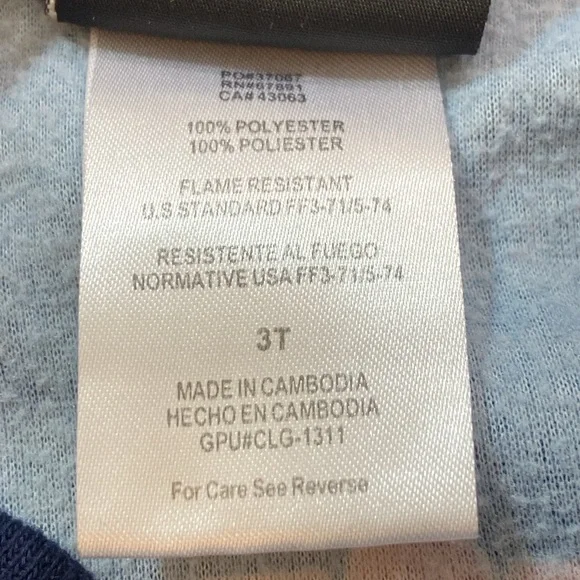 PO#37087
RN#67891
CA# 43063
100% POLYESTER
100% POLIESTER
FLAME RESISTANT
U.S STANDARD FF3-71/5-74
RESISTENTE AL FUEGO
NORMATIVE USA FF3-71/5-74
3T
MADE IN CAMBODIA
HECHO EN CAMBODIA
GPU#CLG-1311
For Care See Reverse